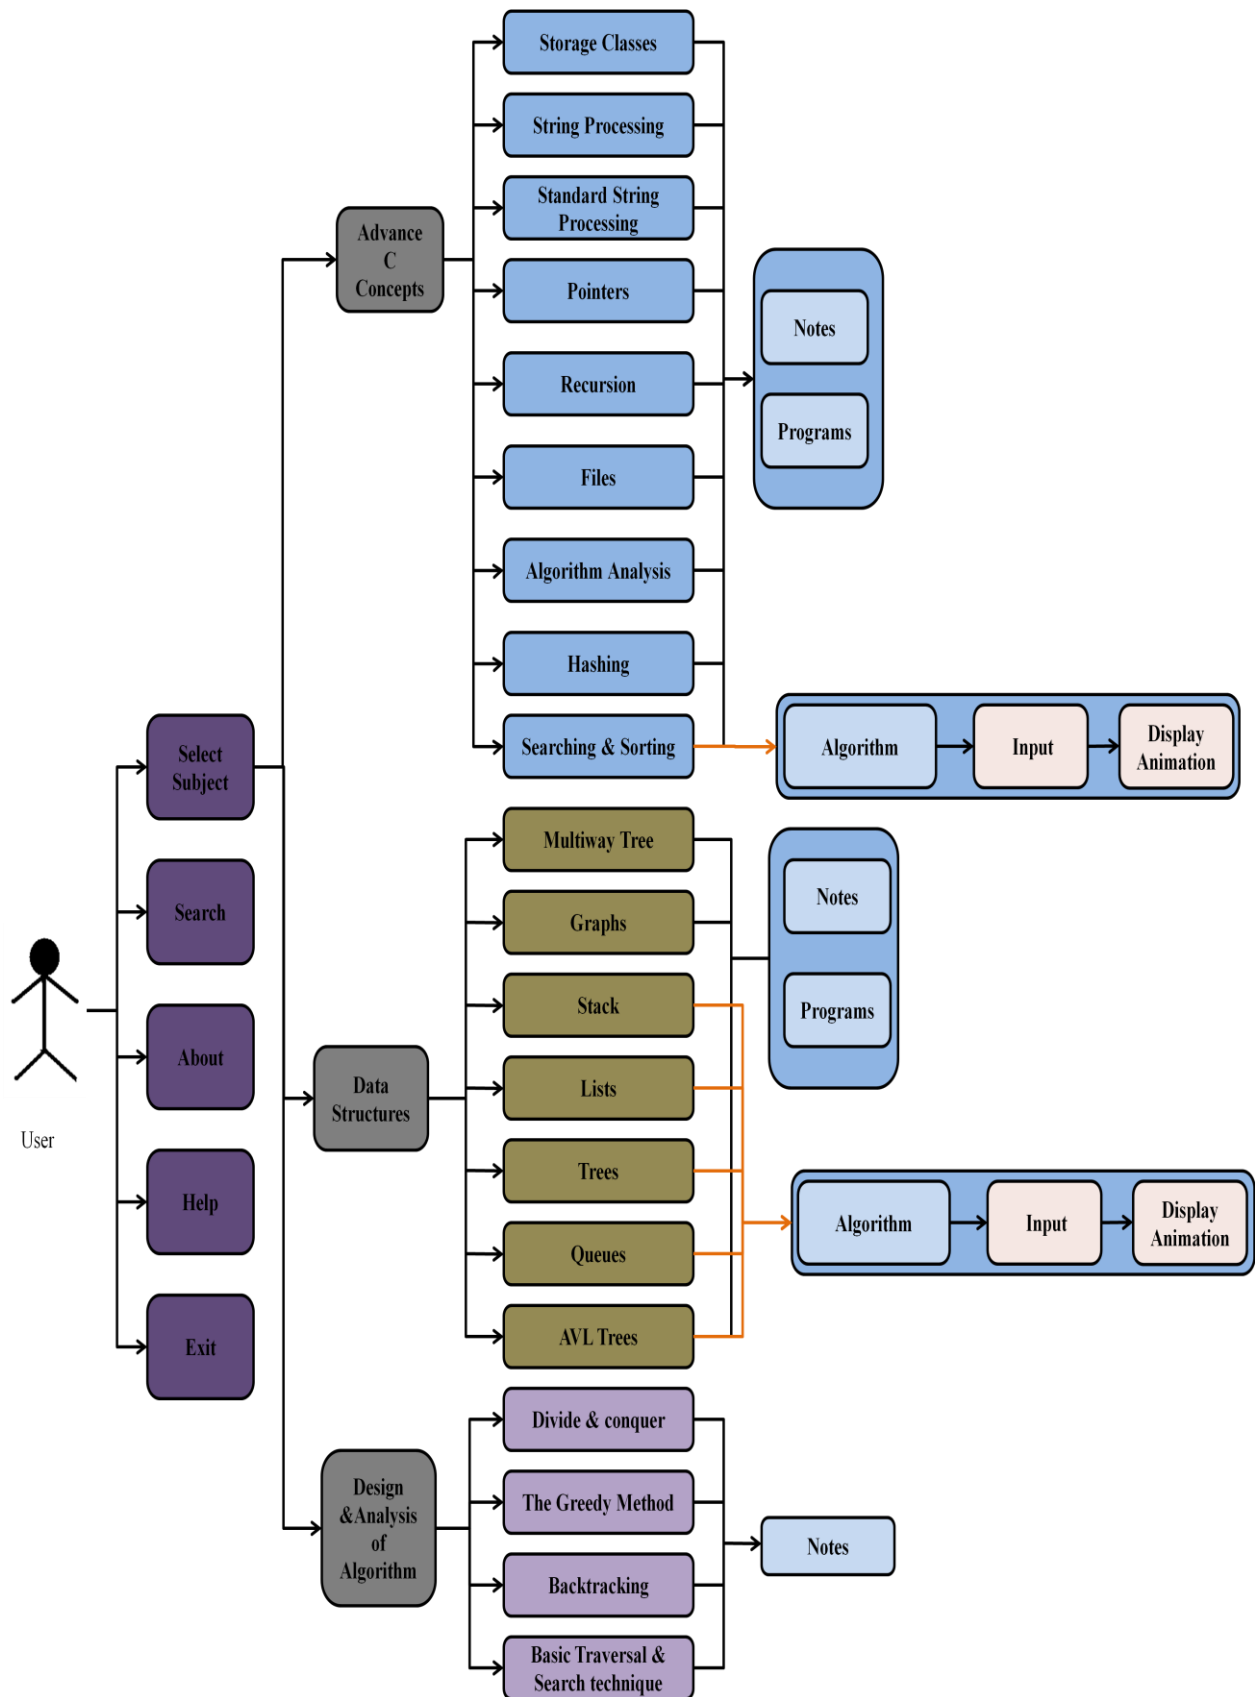 Storage Classes
String Processing
Standard String
Processing
Advance
C
Concepts
Pointers
Notes
Recursion
Programs
Files
Algorithm Analysis
Hashing
Select
Subject
Searching & Sorting
Algorithm
Input
Display
Animation
Multiway Tree
Notes
Search
Graphs
Stack
Programs
About
Data
Structures
Lists
User
Trees
Help
Algorithm
Input
Display
Animation
Queues
Exit
AVL Trees
Divide & conquer
Design
&Analysis
of
Algorithm
The Greedy Method
Notes
Backtracking
Basic Traversal &
Search technique